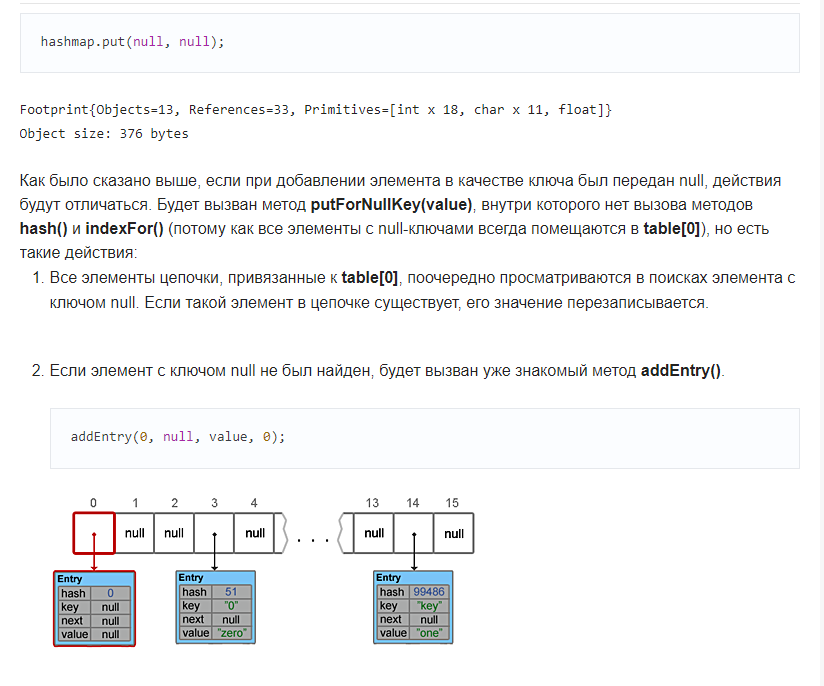 hashmap.put(null, null);
Footprint{Objects=13, References=33, Primitives=[int x 18, char x 11, float]}
Object size: 376 bytes
Как было сказано выше, если при добавлении элемента в качестве ключа был передан null, действия
будут отличаться. Будет вызван метод putForNullKey(value), внутри которого нет вызова методов
hash() и indexFor() (потому как все элементы с null-ключами всегда помещаются в table[0]), но есть
такие действия:
1. Все элементы цепочки, привязанные к table[0], поочередно просматриваются в поисках элемента с
ключом null. Если такой элемент в цепочке существует, его значение перезаписывается.
2. Если элемент с ключом null не был найден, будет вызван уже знакомый метод addEntry().
addEntry(0, null, value, 0);
0 1 2 3 4 13 14 15
null null null . . . null null
Entry Entry Entry
hash 0 hash 51 hash 99486
key null key "0" key "key"
next null next null next null
value null value "zero" value "one"